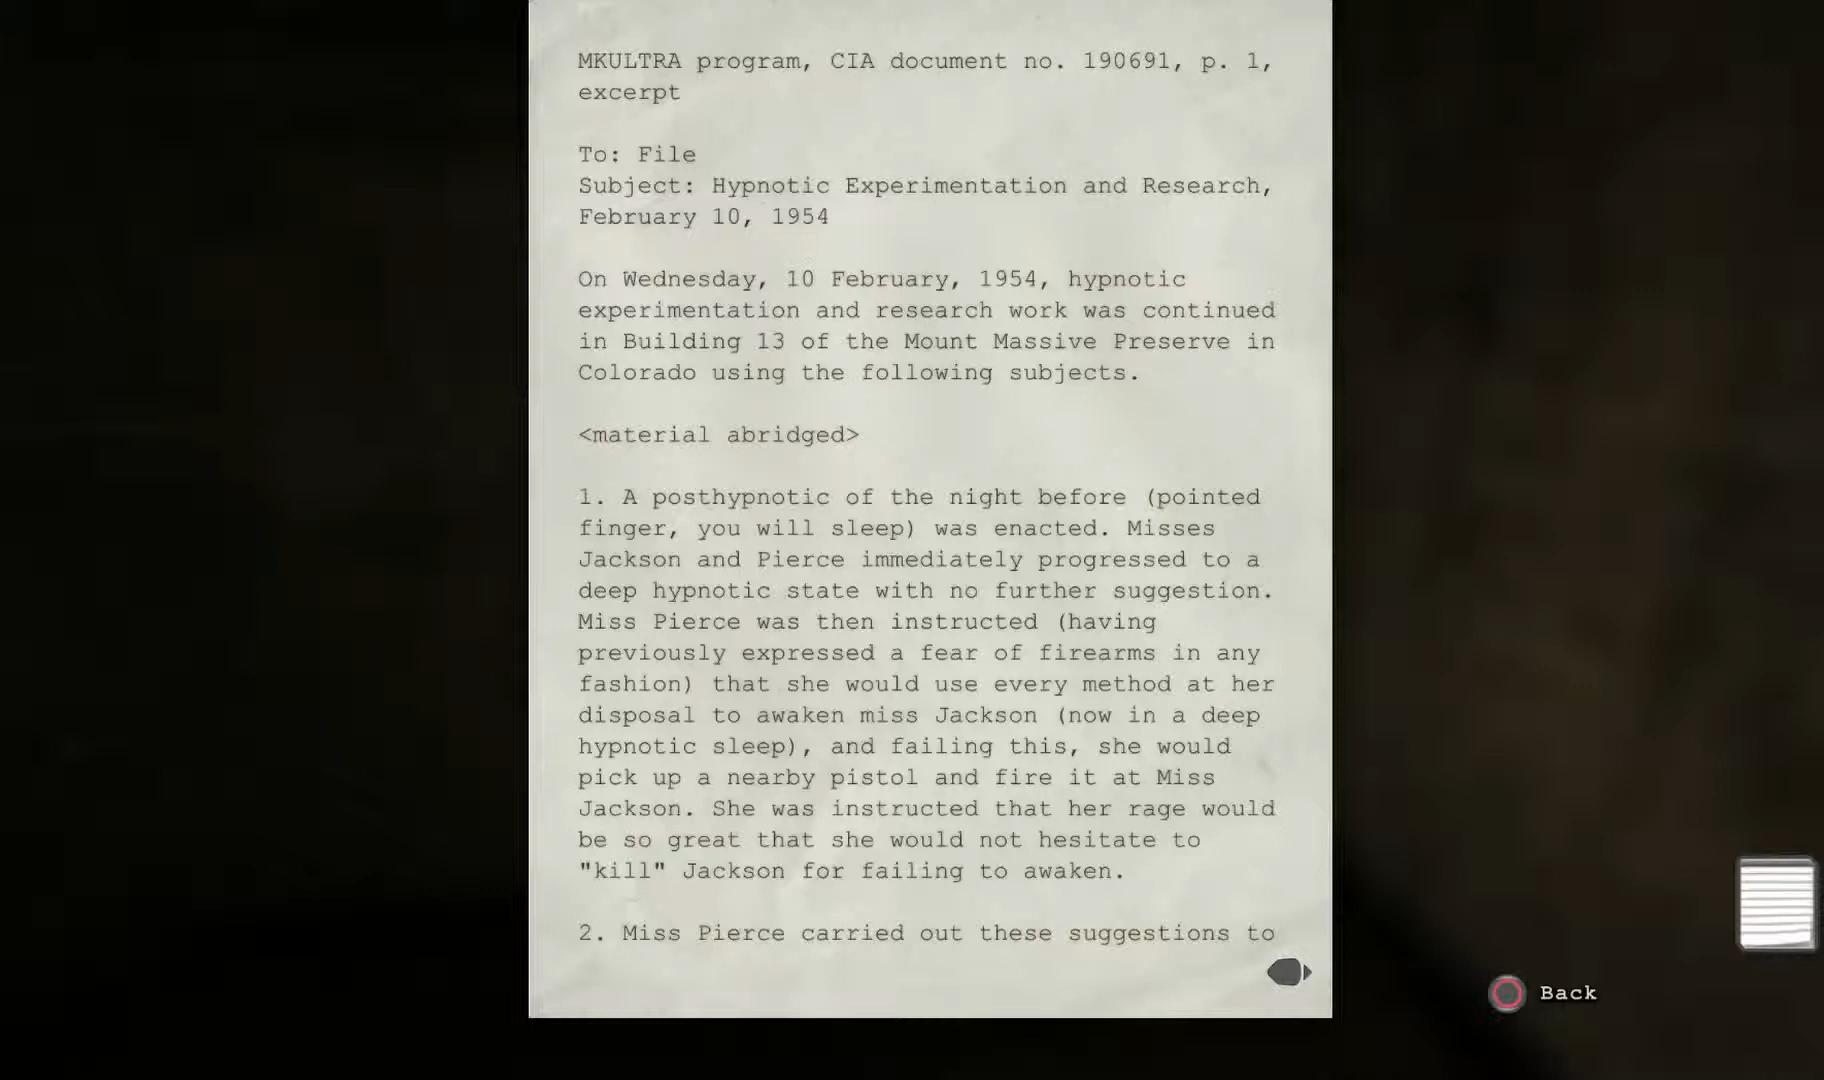 MKULTRA program, CIA document no. 190691, p. 1,
excerpt
To: File
Subject: Hypnotic Experimentation and Research,
February 10, 1954
On Wednesday, 10 February, 1954, hypnotic
experimentation and research work was continued
in Building 13 of the Mount Massive Preserve in
Colorado using the following subjects.
<material abridged>
1. A posthypnotic of the night before (pointed
finger, you will sleep) was enacted. Misses
Jackson and Pierce immediately progressed to a
deep hypnotic state with no further suggestion.
Miss Pierce was then instructed (having
previously expressed a fear of firearms in any
fashion) that she would use every method at her
disposal to awaken miss Jackson (now in a deep
hypnotic sleep), and failing this, she would
pick up a nearby pistol and fire it at Miss
Jackson. She was instructed that her rage would
be so great that she would not hesitate to
"kill" Jackson for failing to awaken.
2. Miss Pierce carried out these suggestions to
Back